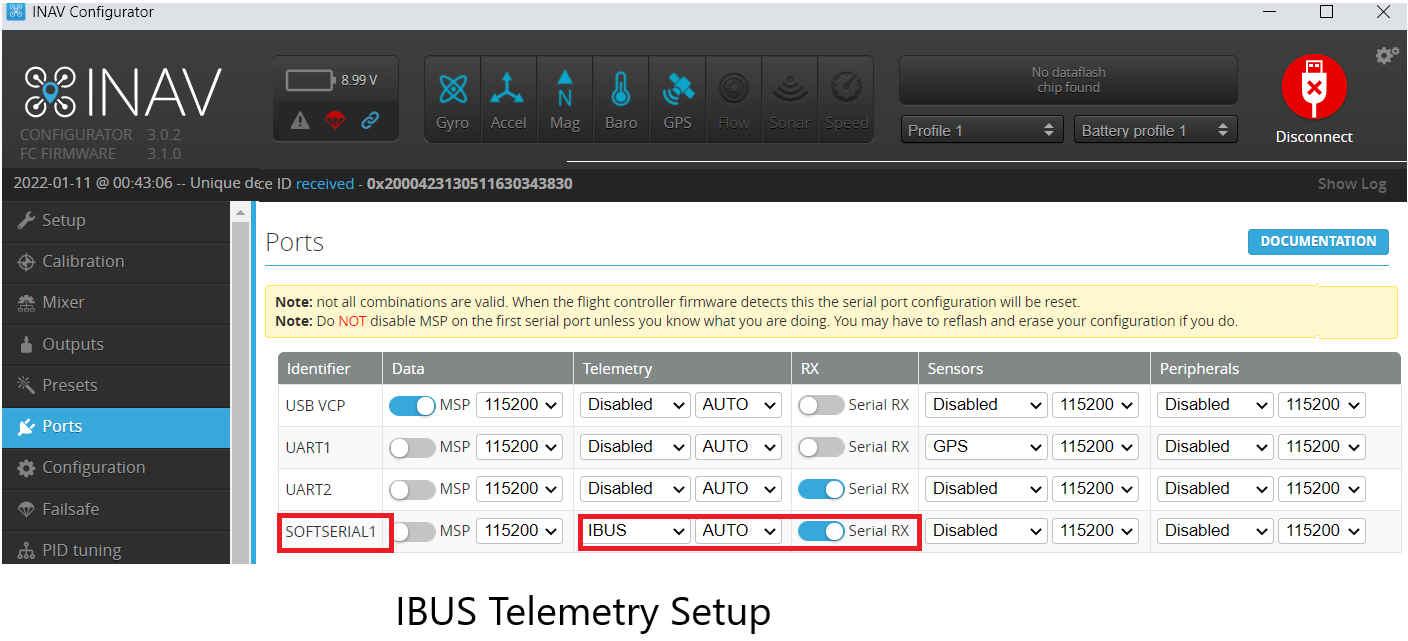 INAV Configurator
INAV
CONFIGURATOR 3.0.2
FC FIRMWARE 3.1.0
8.99 V
Gyro Accel Mag Baro GPS Flow Sonar Speed
N
No dataflash
chip found
Profile 1 Battery profile 1
Disconnect
2022-01-11 @ 00:43:06 -- Unique dece ID received - 0x2000423130511630343830
Show Log
Setup
Calibration
Mixer
Outputs
Presets
Ports
Configuration
Failsafe
PID tuning
Ports
DOCUMENTATION
Note: not all combinations are valid. When the flight controller firmware detects this the serial port configuration will be reset.
Note: Do NOT disable MSP on the first serial port unless you know what you are doing. You may have to reflash and erase your configuration if you do.
Identifier Data Telemetry RX Sensors Peripherals
USB VCP MSP 115200 Disabled AUTO Serial RX Disabled 115200 Disabled 115200
UART1 MSP 115200 Disabled AUTO Serial RX GPS 115200 Disabled 115200
UART2 MSP 115200 Disabled AUTO Serial RX Disabled 115200 Disabled 115200
SOFTSERIAL1 MSP 115200 IBUS AUTO Serial RX Disabled 115200 Disabled 115200
IBUS Telemetry Setup